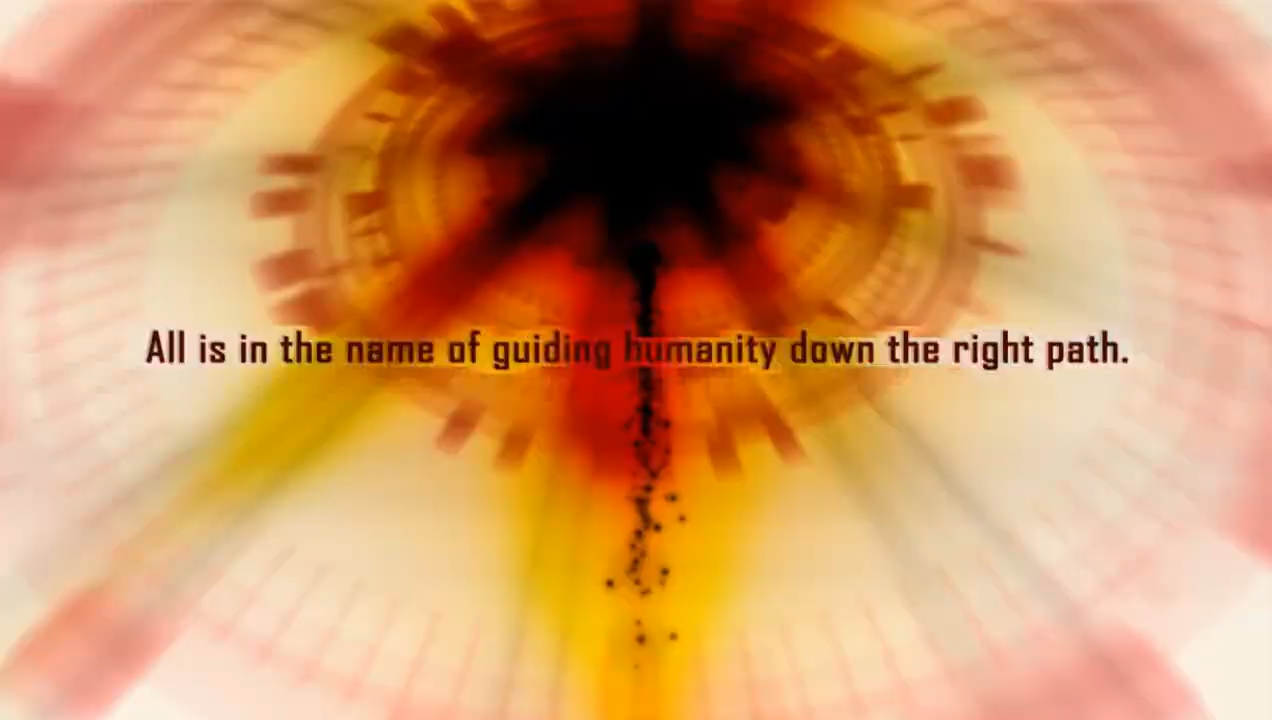 All is in the name of guiding humanity down the right path.